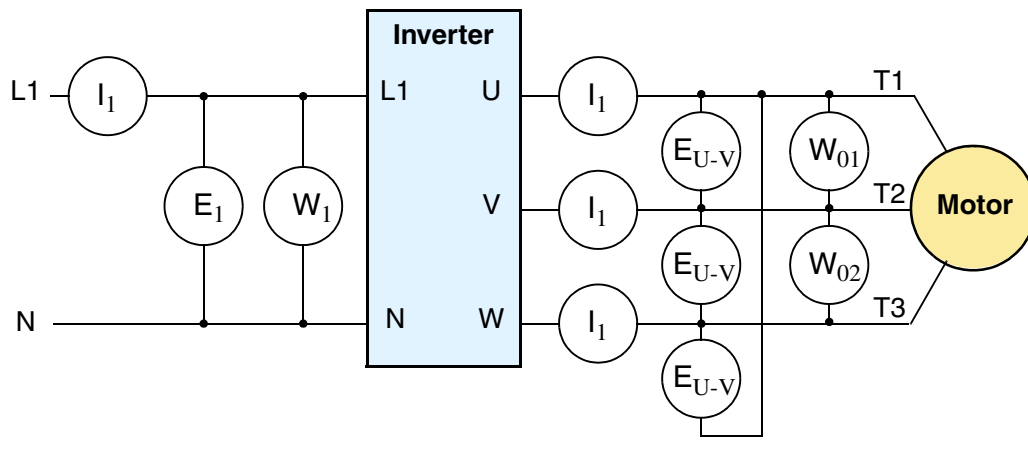 Inverter
L1 I1 L1 U I1 T1
EU-V W01
E1 W1 V I1 T2 Motor
EU-V W02
N N W I1 T3
EU-V